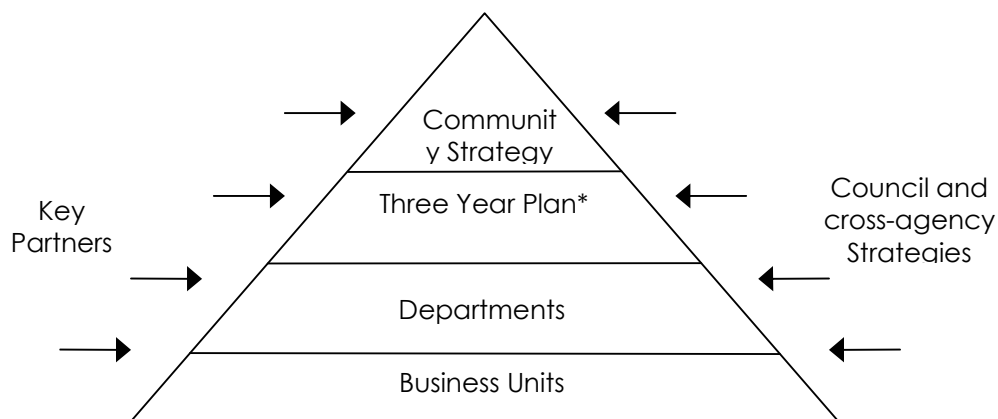 Communit
y Strategy
Three Year Plan*
Key
Partners
Council and
cross-agency
Strategies
Departments
Business Units